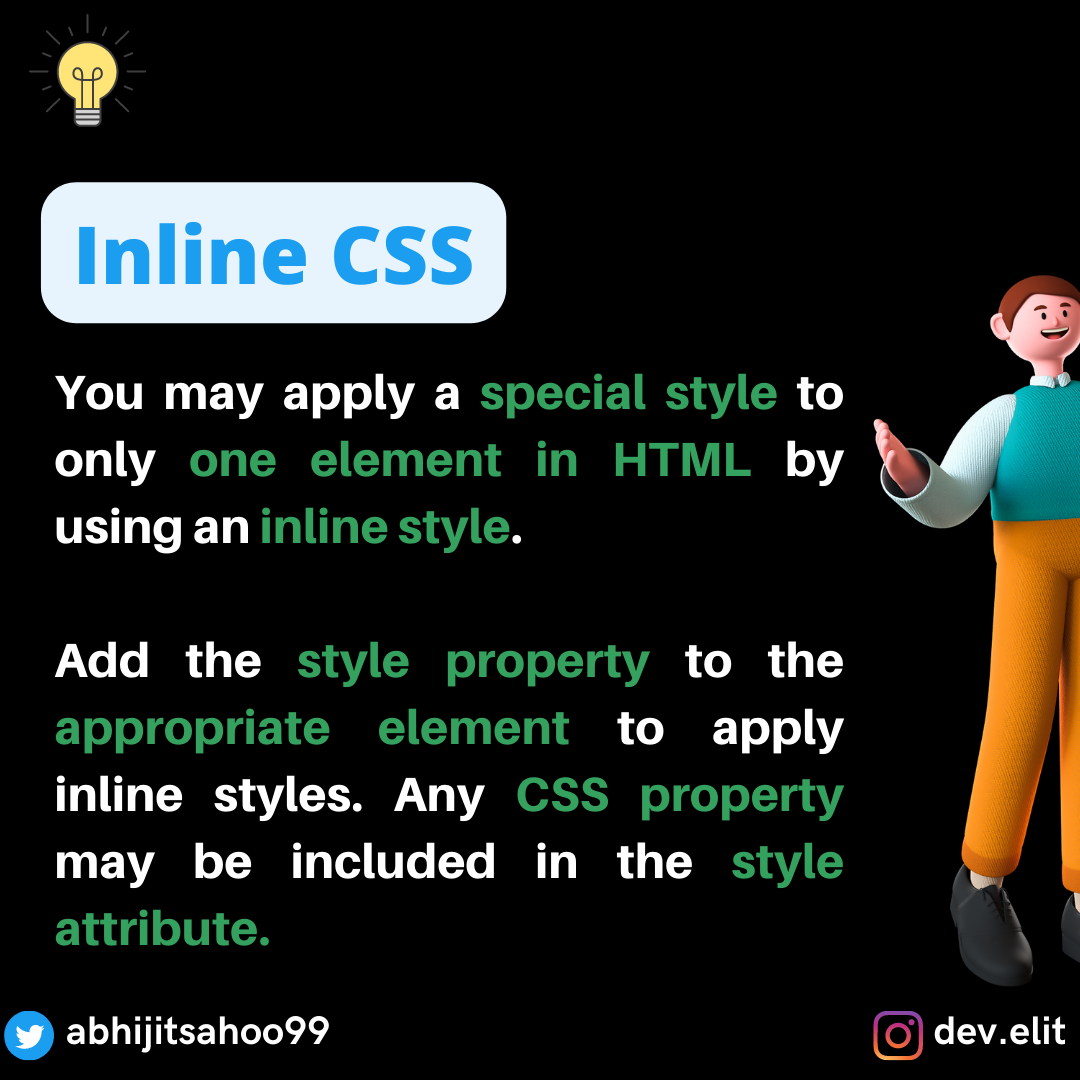 Inline CSS
You may apply a special style to
only one element in HTML by
using an inline style.
Add the style property to the
appropriate element to apply
inline styles. Any CSS property
may be included in the style
attribute.
abhijitsahoo99
dev.elit